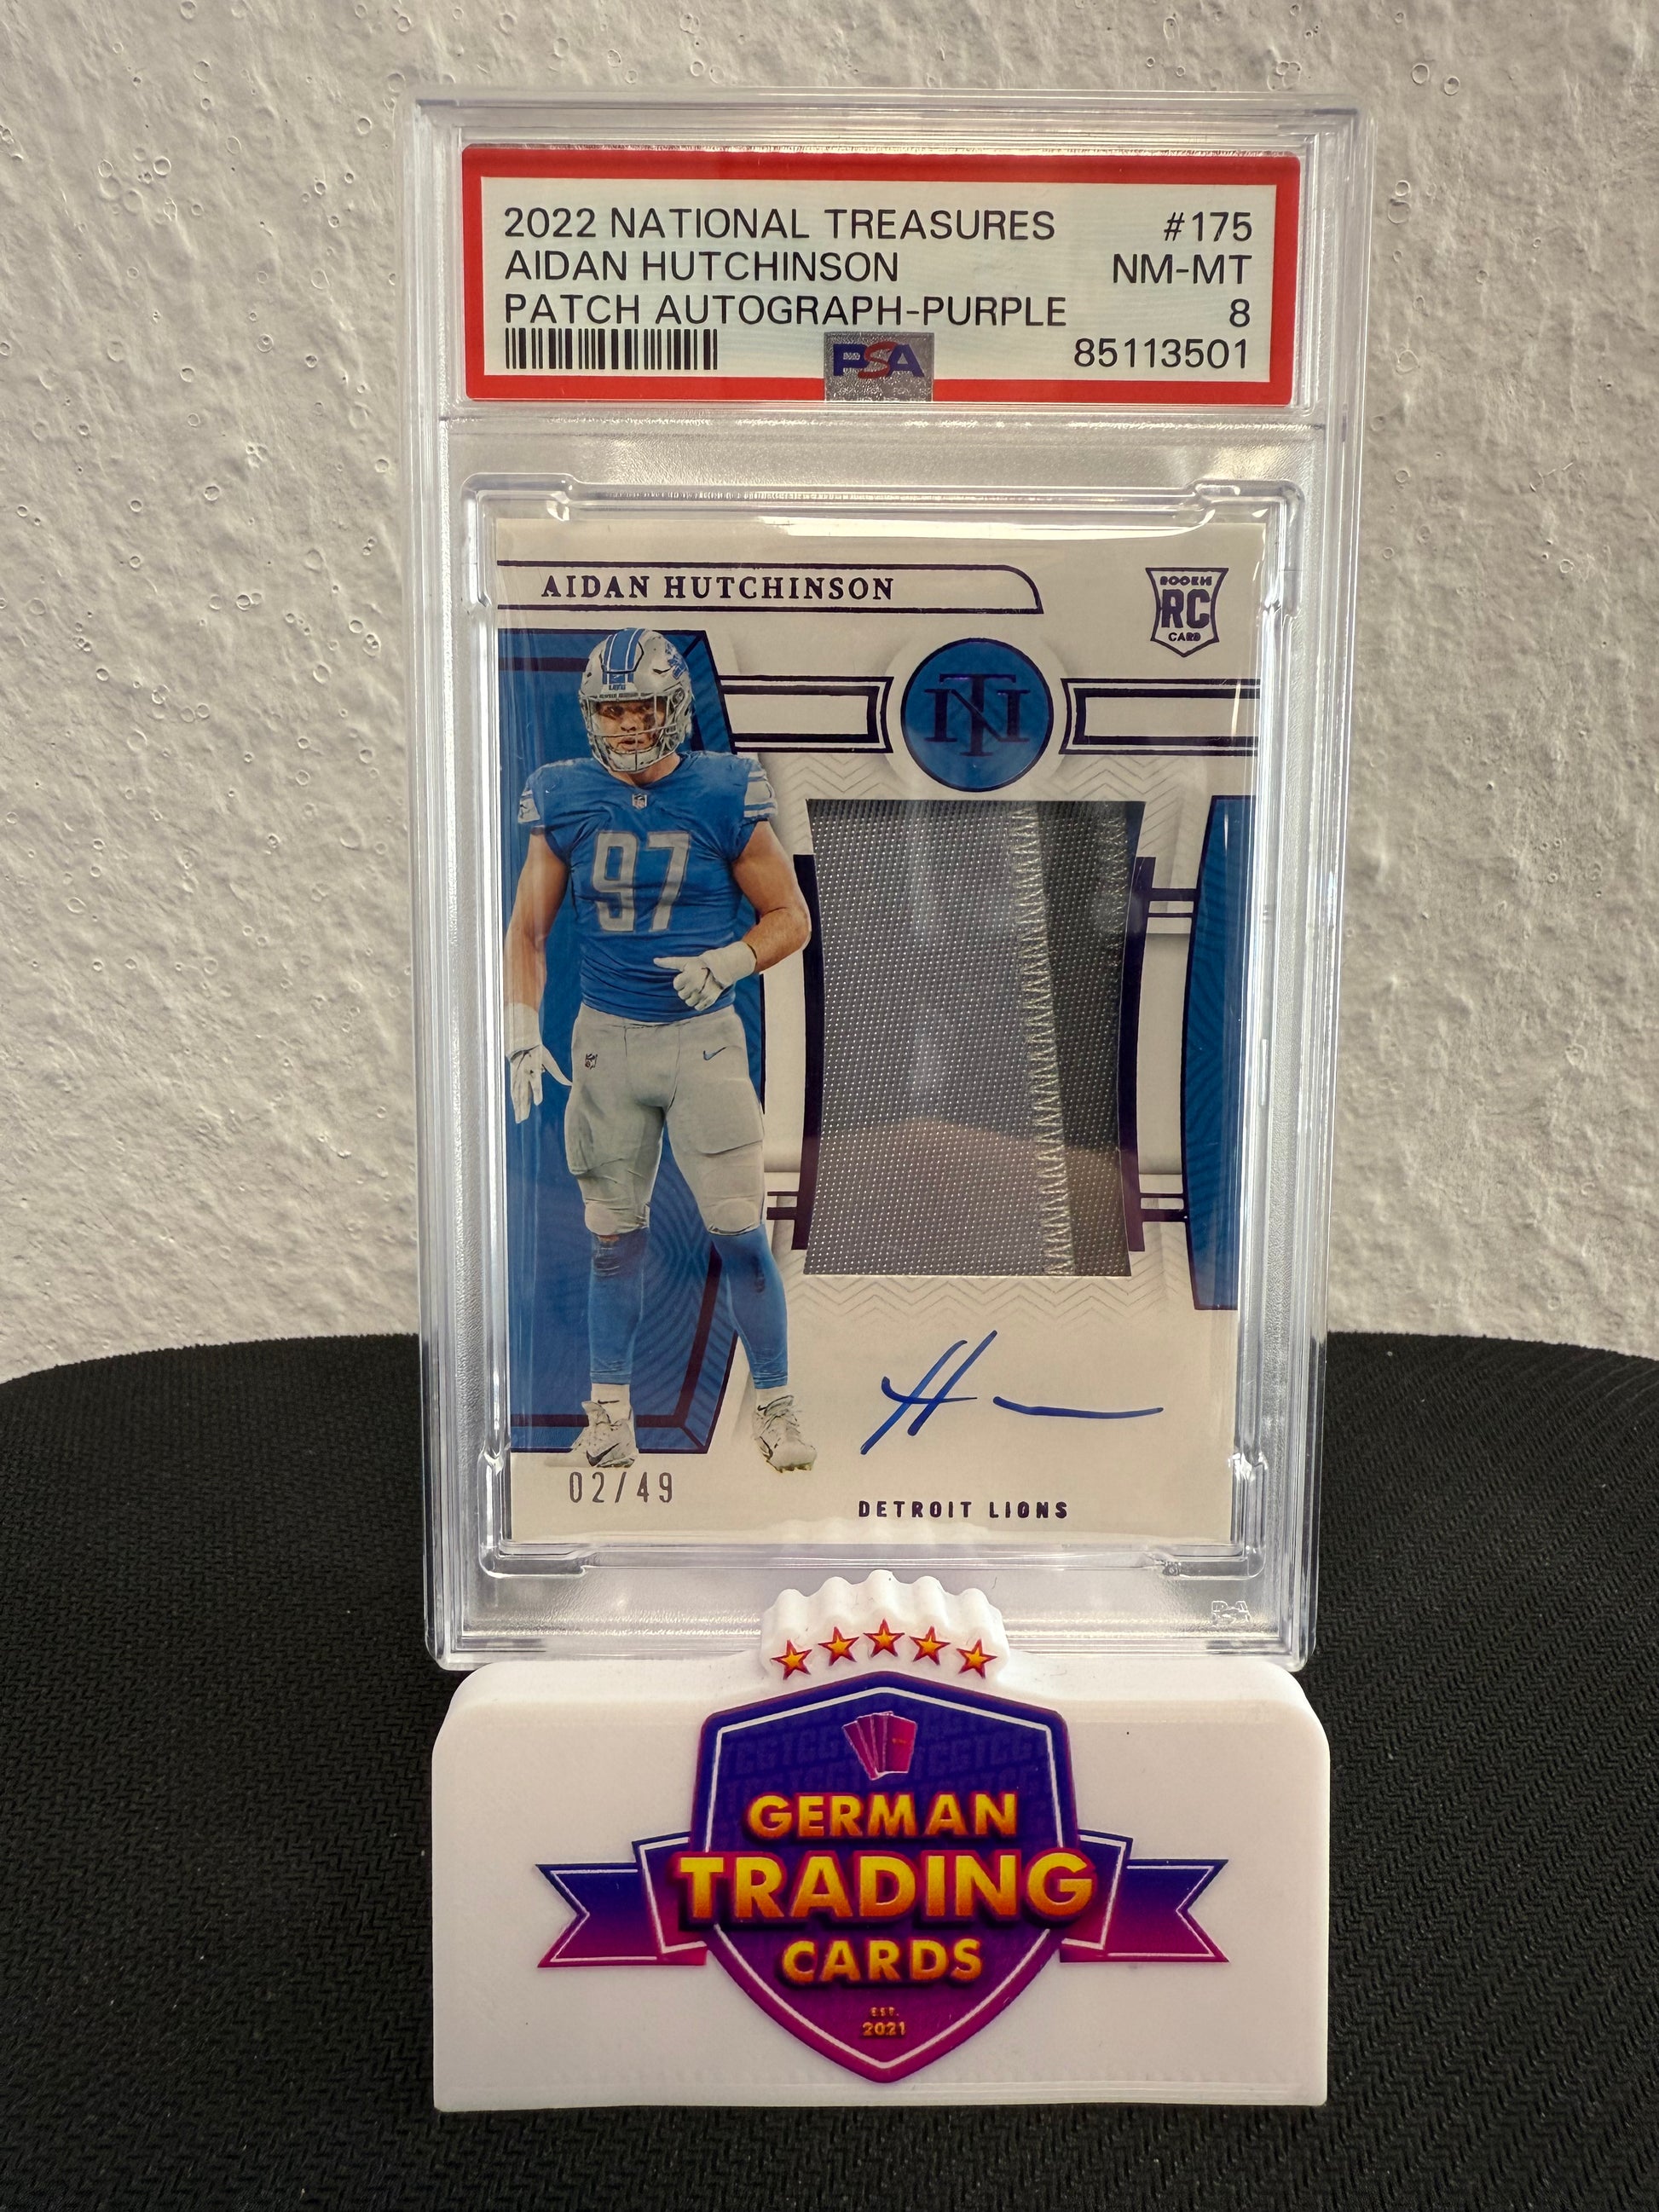 2022 NATIONAL TREASURES #175
AIDAN HUTCHINSON NM-MT
PATCH AUTOGRAPH-PURPLE 8
PSA 85113501
AIDAN HUTCHINSON
ROOKIE
RC
CARD
NT
97
02/49
DETROIT LIONS
PSA
GERMAN
TRADING
CARDS
EST.
2021